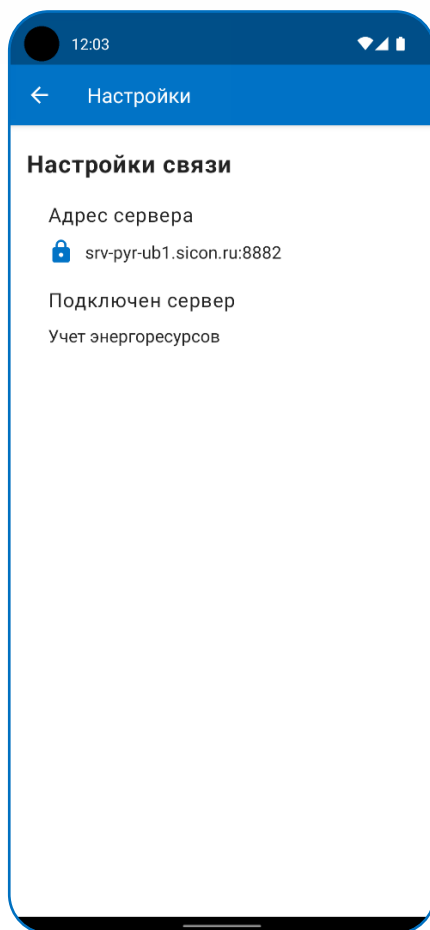 12:03
Настройки
Настройки связи
Адрес сервера
srv-pyr-ub1.sicon.ru:8882
Подключен сервер
Учет энергоресурсов